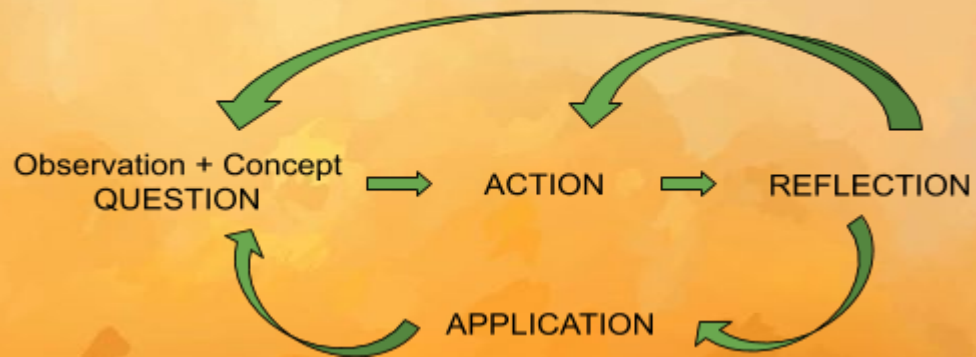 Observation + Concept
QUESTION
ACTION
REFLECTION
APPLICATION